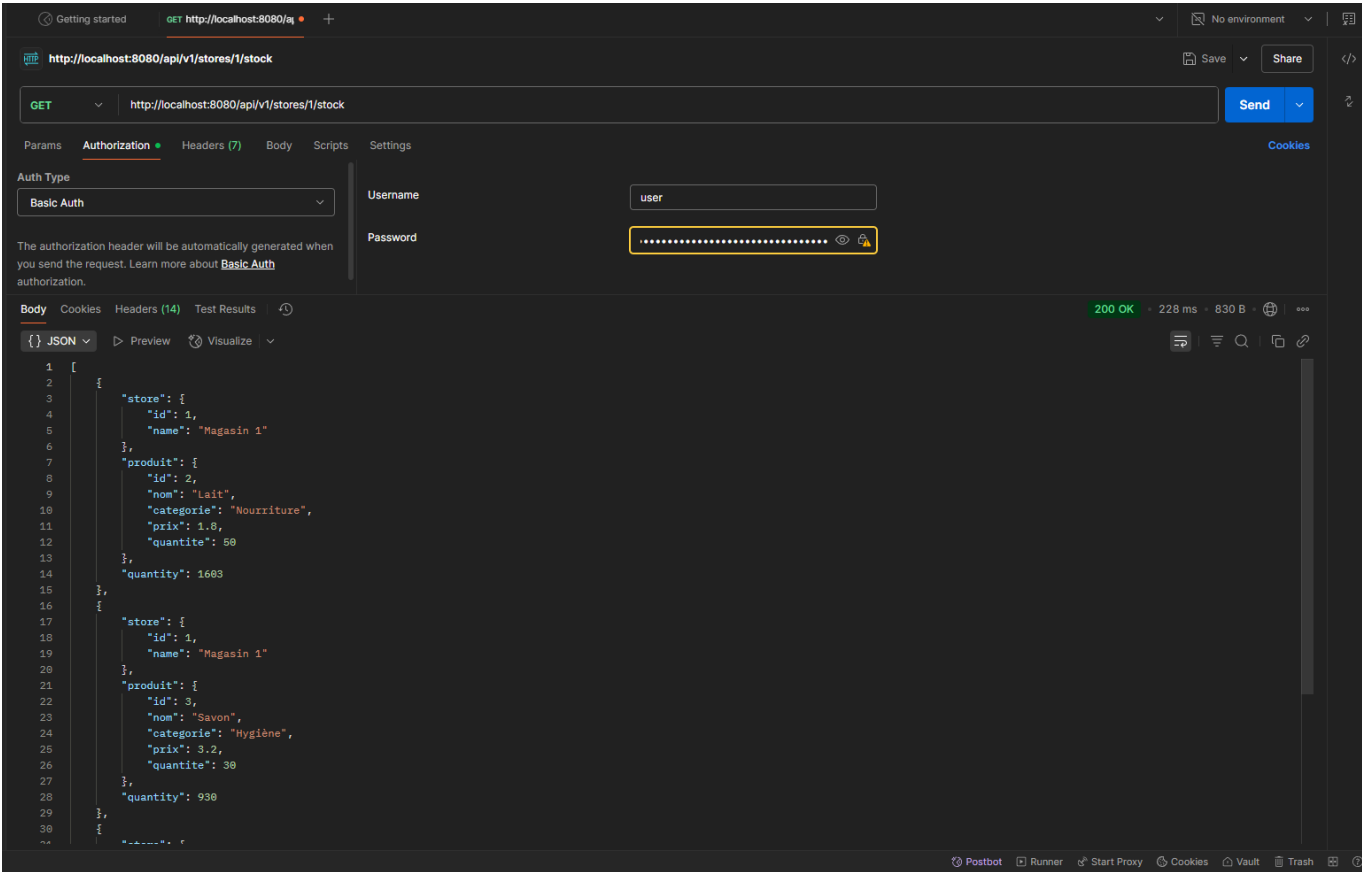 Getting started GET http://localhost:8080/a No environment
HTTP http://localhost:8080/api/v1/stores/1/stock Save Share
GET http://localhost:8080/api/v1/stores/1/stock Send
Params Authorization Headers (7) Body Scripts Settings Cookies
Auth Type
Basic Auth
Username user
Password
The authorization header will be automatically generated when
you send the request. Learn more about Basic Auth
authorization.
Body Cookies Headers (14) Test Results 200 OK 228 ms 830 B
{} JSON Preview Visualize
1 [
2 {
3 "store": {
4 "id": 1,
5 "name": "Magasin 1"
6 },
7 "produit": {
8 "id": 2,
9 "nom": "Lait",
10 "categorie": "Nourriture",
11 "prix": 1.8,
12 "quantite": 50
13 },
14 "quantity": 1603
15 },
16 {
17 "store": {
18 "id": 1,
19 "name": "Magasin 1"
20 },
21 "produit": {
22 "id": 3,
23 "nom": "Savon",
24 "categorie": "Hygiène",
25 "prix": 3.2,
26 "quantite": 30
27 },
28 "quantity": 930
29 },
30 {
Postbot Runner Start Proxy Cookies Vault Trash